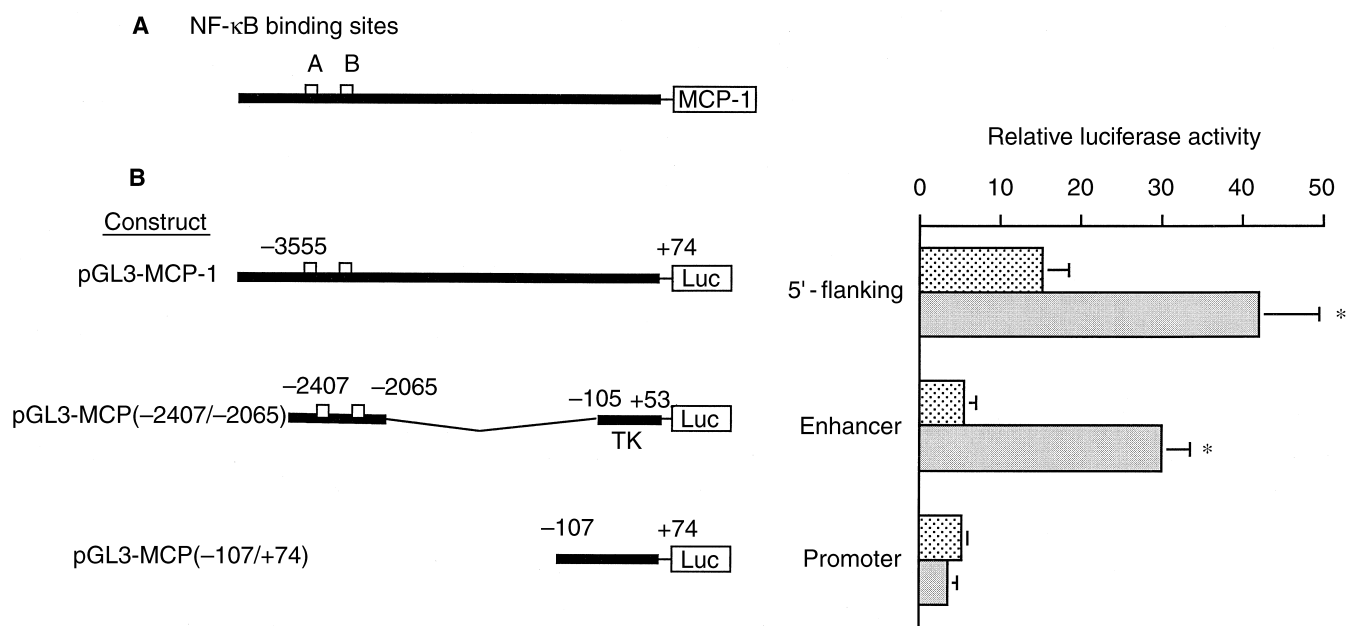 A NF-κB binding sites
A B
MCP-1
Relative luciferase activity
0 10 20 30 40 50
B
Construct
−3555 +74
pGL3-MCP-1 Luc
5'-flanking
*
−2407 −2065 −105 +53
pGL3-MCP(−2407/−2065) Luc
TK
Enhancer
*
−107 +74
pGL3-MCP(−107/+74) Luc
Promoter